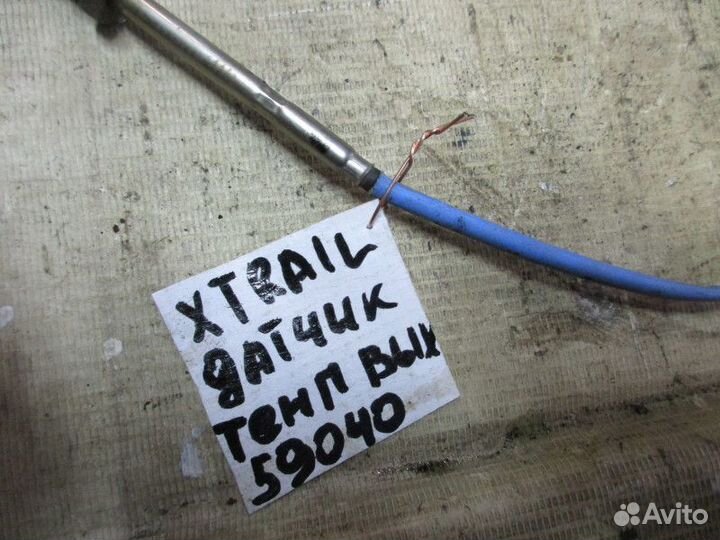 XTRAIL
датчик
темп вых
59040
Avito